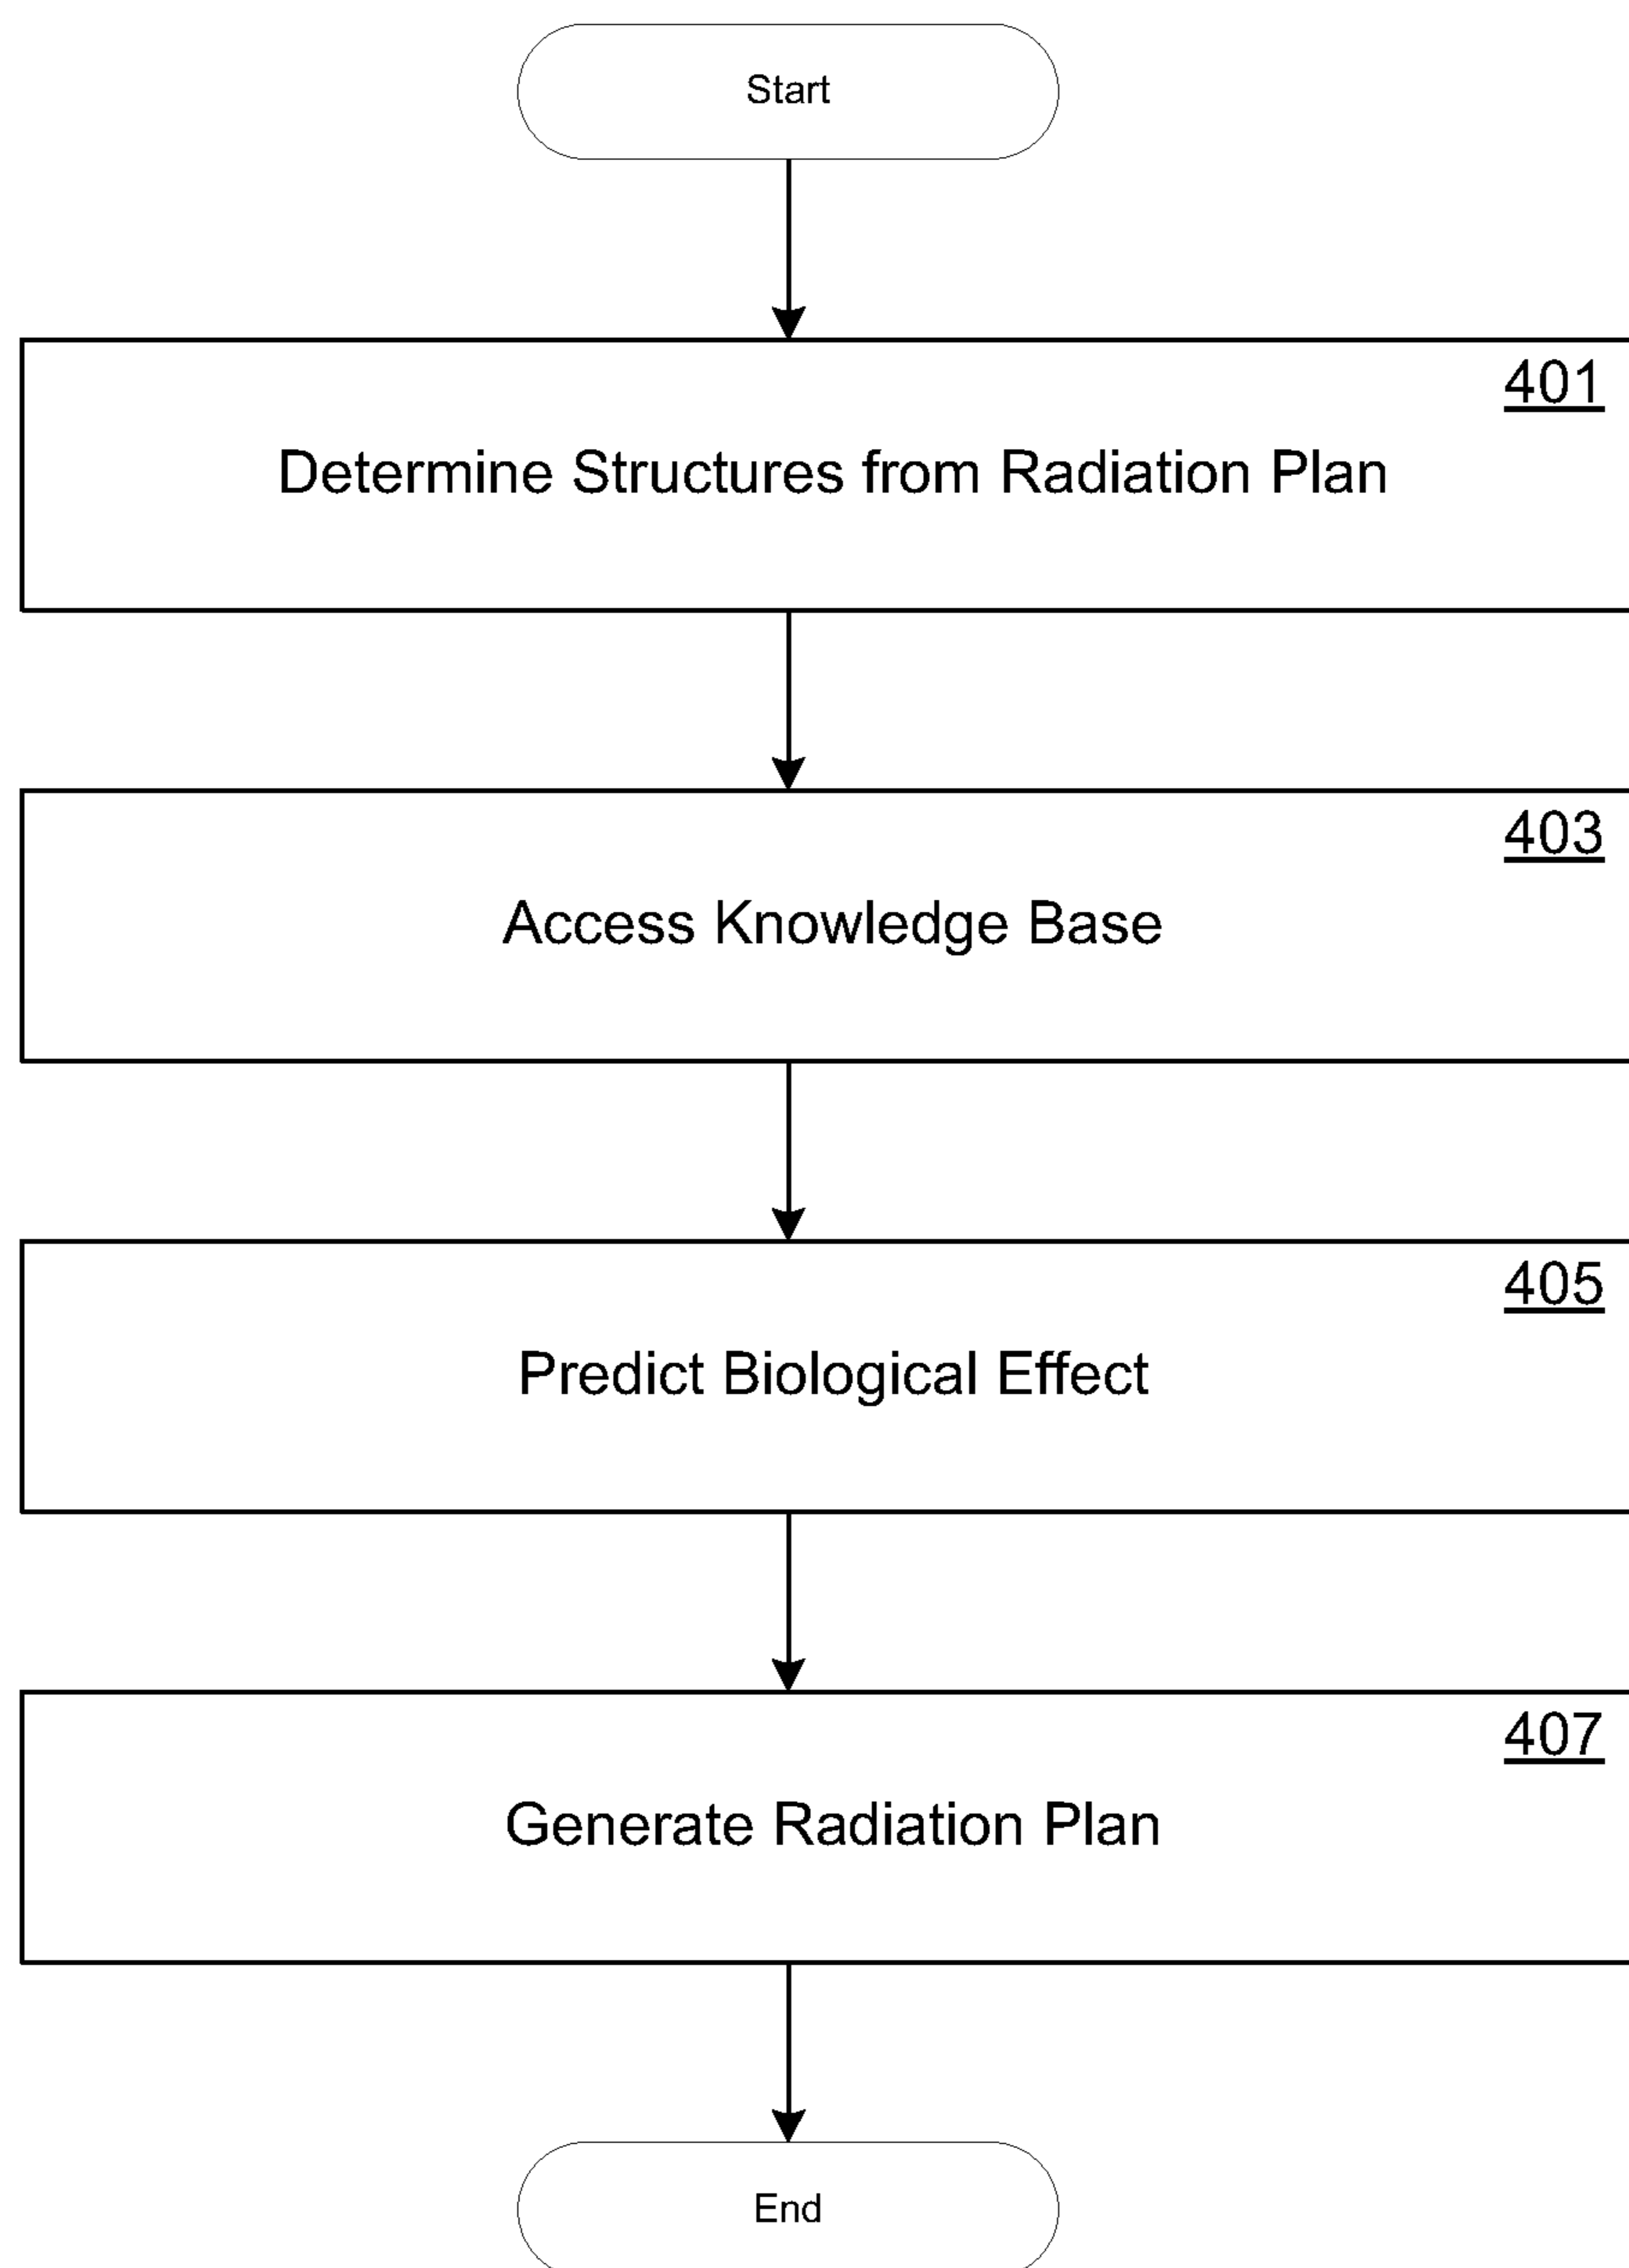 Start
401
Determine Structures from Radiation Plan
403
Access Knowledge Base
405
Predict Biological Effect
407
Generate Radiation Plan
End